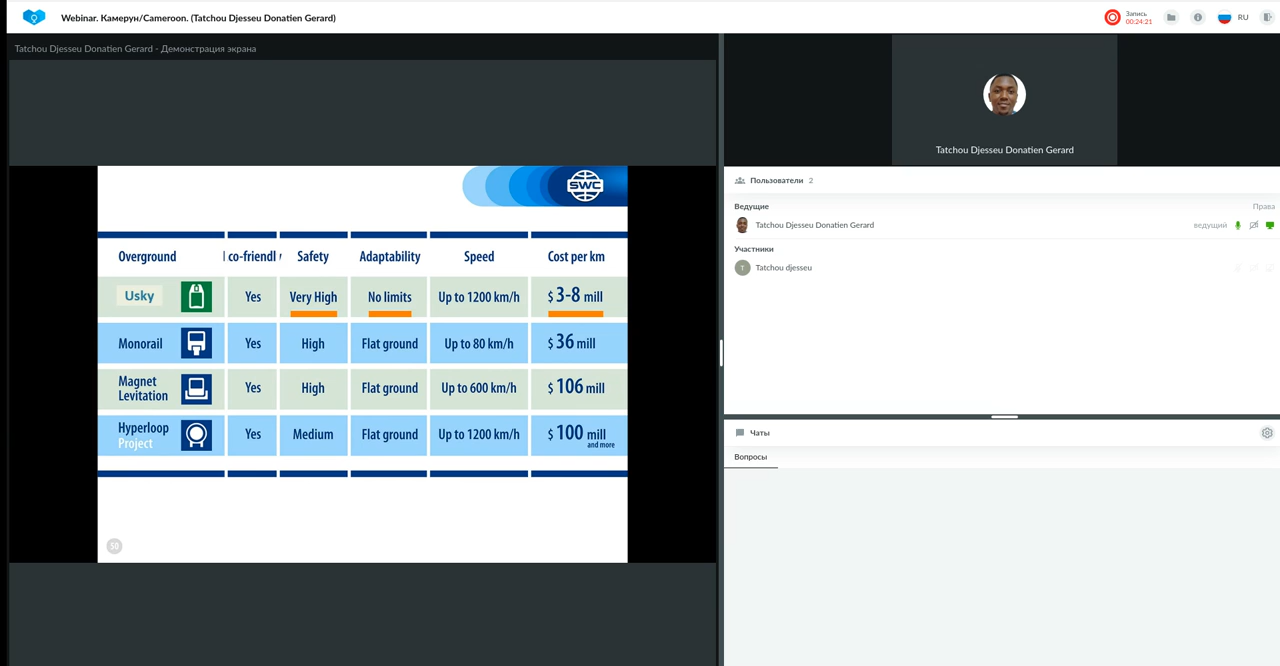 Webinar. Камерун/Cameroon. (Tatchou Djesseu Donatien Gerard)
Запись
00:24:21
RU
Tatchou Djesseu Donatien Gerard - Демонстрация экрана
SWC
Overground co-friendl Safety Adaptability Speed Cost per km
Usky Yes Very High No limits Up to 1200 km/h $ 3-8 mill
Monorail Yes High Flat ground Up to 80 km/h $ 36 mill
Magnet
Levitation Yes High Flat ground Up to 600 km/h $ 106 mill
Hyperloop
Project Yes Medium Flat ground Up to 1200 km/h $ 100 mill
and more
50
Tatchou Djesseu Donatien Gerard
Пользователи 2
Ведущие Права
Tatchou Djesseu Donatien Gerard ведущий
Участники
T Tatchou djesseu
Чаты
Вопросы